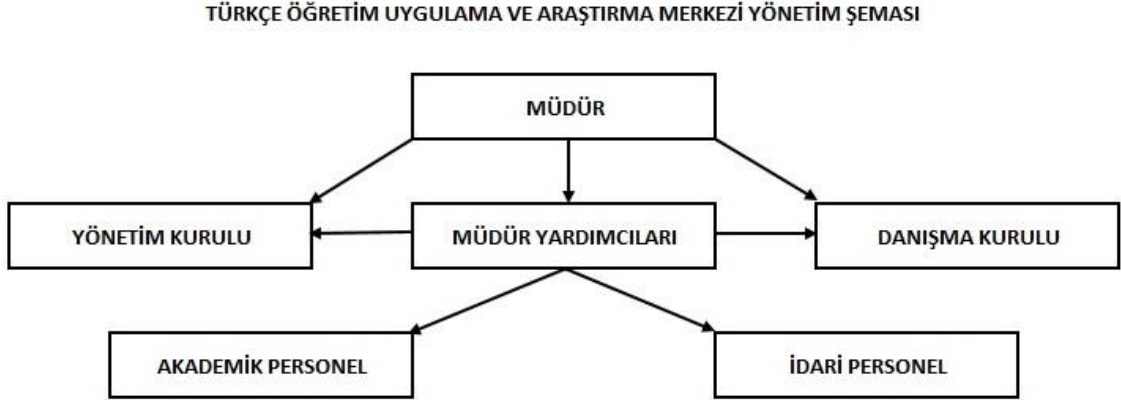 TÜRKÇE ÖĞRETİM UYGULAMA VE ARAŞTIRMA MERKEZİ YÖNETİM ŞEMASI
MÜDÜR
YÖNETİM KURULU
MÜDÜR YARDIMCILARI
DANIŞMA KURULU
AKADEMİK PERSONEL
İDARİ PERSONEL